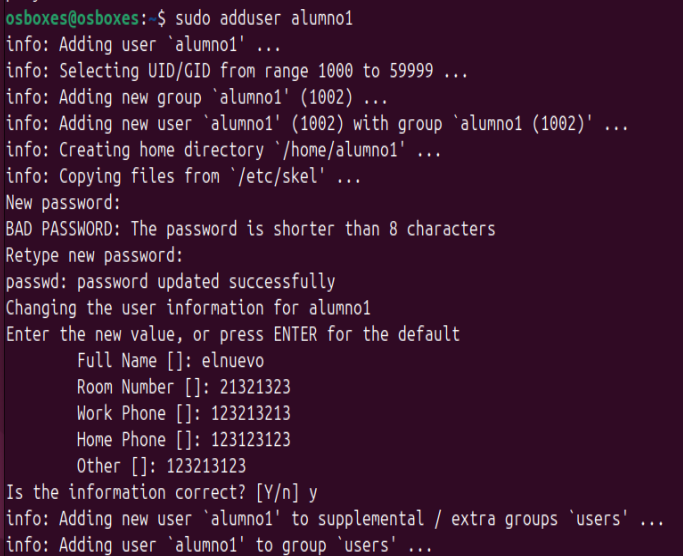 osboxes@osboxes:~$ sudo adduser alumno1
info: Adding user `alumno1' ...
info: Selecting UID/GID from range 1000 to 59999 ...
info: Adding new group `alumno1' (1002) ...
info: Adding new user `alumno1' (1002) with group `alumno1 (1002)' ...
info: Creating home directory `/home/alumno1' ...
info: Copying files from `/etc/skel' ...
New password:
BAD PASSWORD: The password is shorter than 8 characters
Retype new password:
passwd: password updated successfully
Changing the user information for alumno1
Enter the new value, or press ENTER for the default
Full Name []: elnuevo
Room Number []: 21321323
Work Phone []: 123213213
Home Phone []: 123123123
Other []: 123213123
Is the information correct? [Y/n] y
info: Adding new user `alumno1' to supplemental / extra groups `users' ...
info: Adding user `alumno1' to group `users' ...